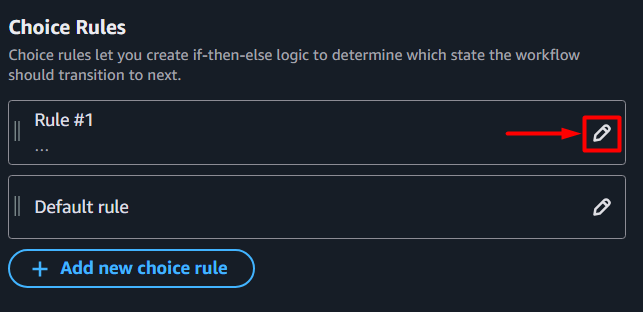 Choice Rules
Choice rules let you create if-then-else logic to determine which state the workflow
should transition to next.
Rule #1
...
Default rule
+ Add new choice rule